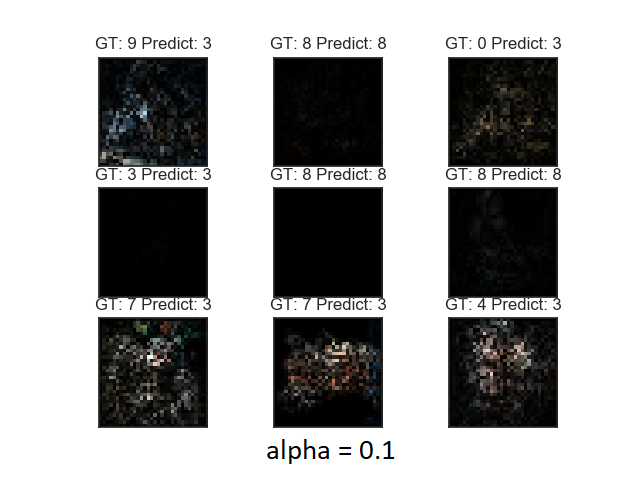 GT: 9 Predict: 3 GT: 8 Predict: 8 GT: 0 Predict: 3
GT: 3 Predict: 3 GT: 8 Predict: 8 GT: 8 Predict: 8
GT: 7 Predict: 3 GT: 7 Predict: 3 GT: 4 Predict: 3
alpha = 0.1